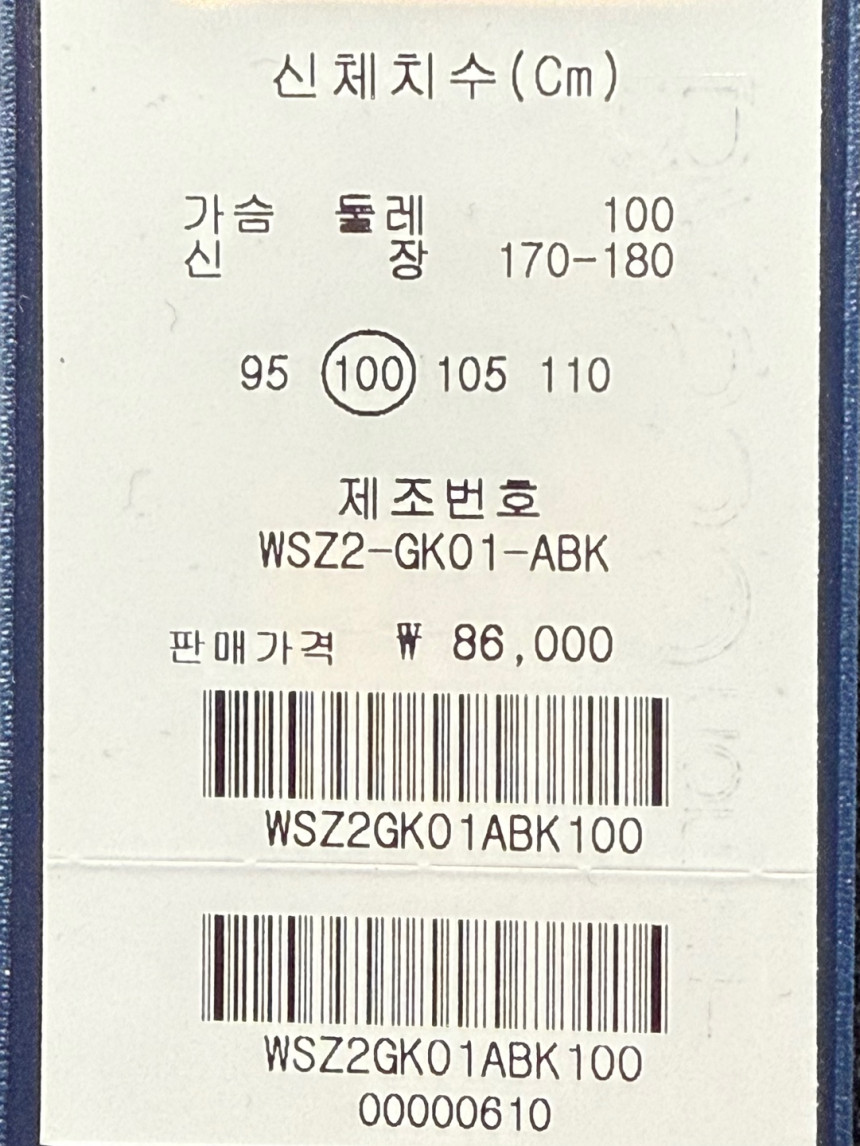 신체치수(Cm)
가슴 둘레 100
신 장 170-180
95 100 105 110
제조번호
WSZ2-GK01-ABK
판매가격 ₩ 86,000
WSZ2GK01ABK100
WSZ2GK01ABK100
00000610